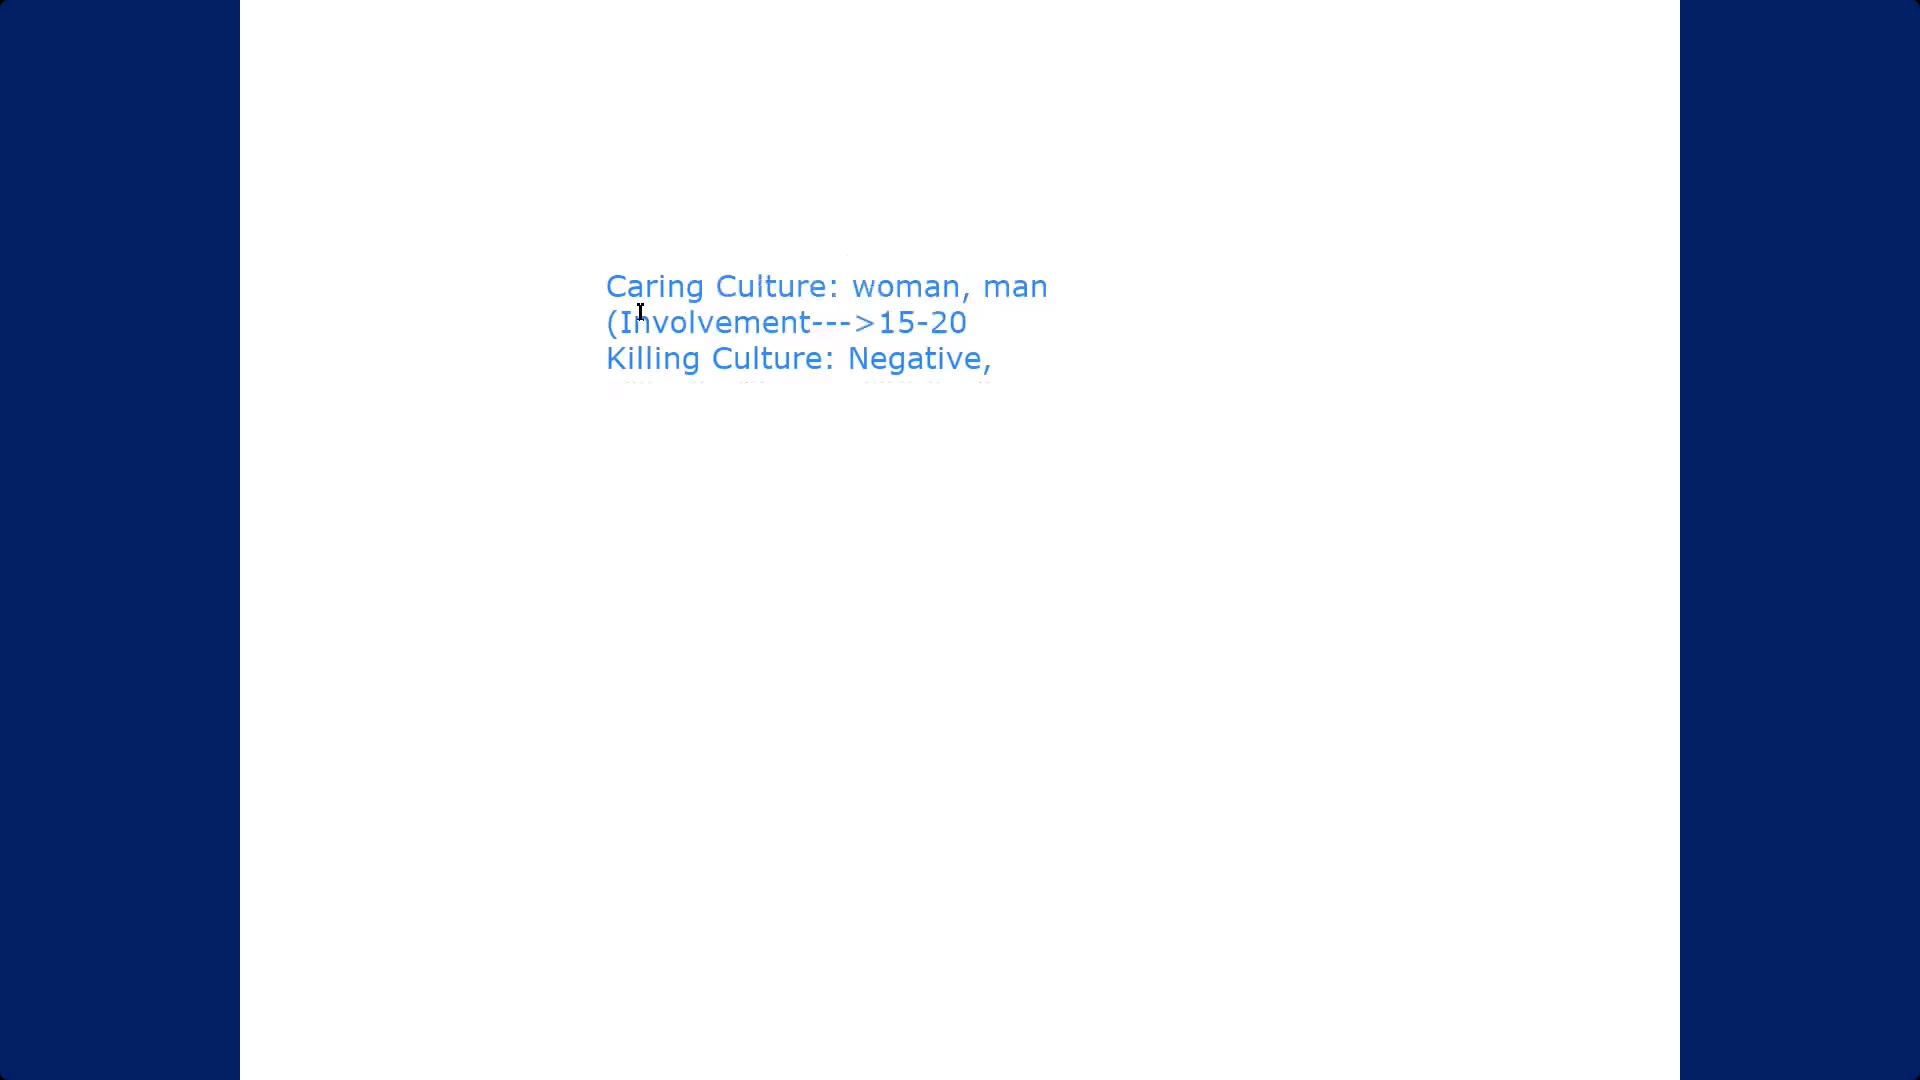 Caring Culture: woman, man
(Involvement--->15-20
Killing Culture: Negative,